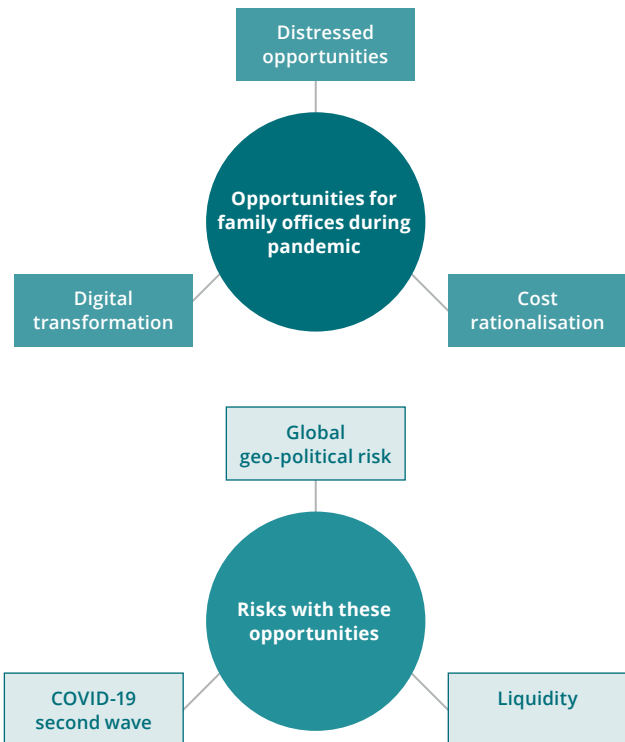 Distressed
opportunities
Opportunities for
family offices during
pandemic
Digital
transformation
Cost
rationalisation
Global
geo-political risk
Risks with these
opportunities
COVID-19
second wave
Liquidity